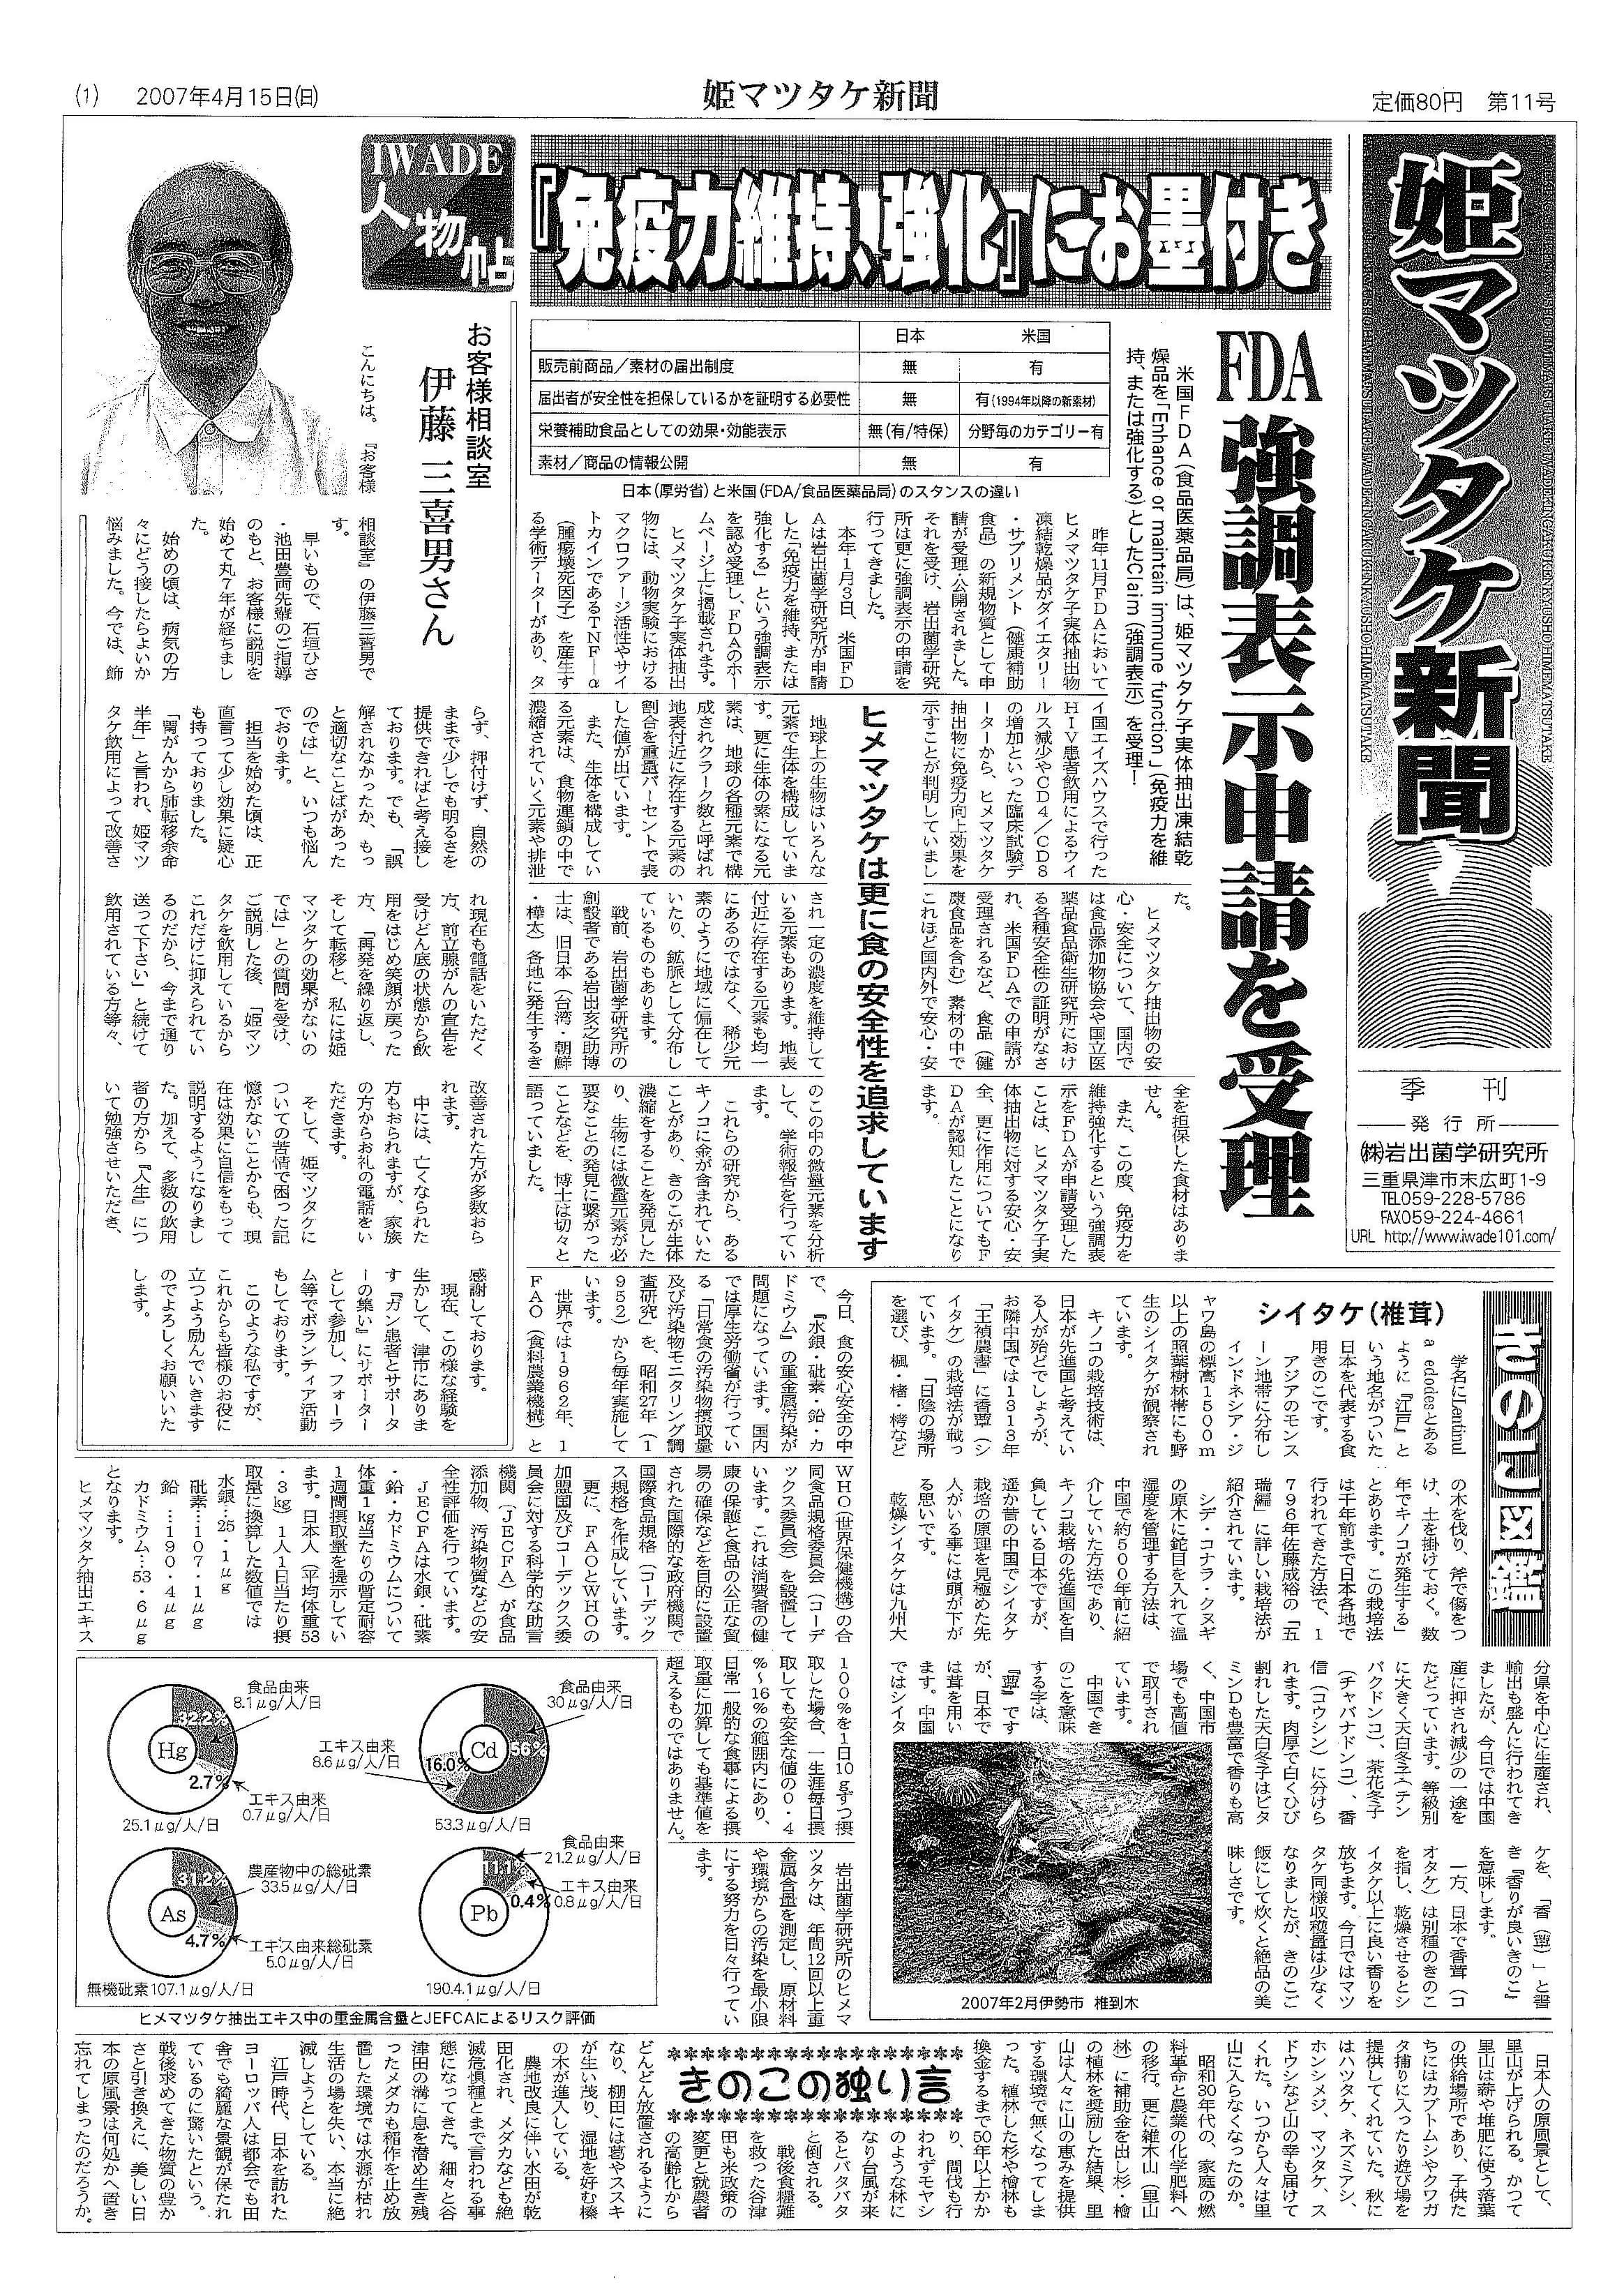 (1)　2007年4月15日(日)
姫マツタケ新聞
定価80円　第11号
姫マツタケ新聞
季　刊
発行所
㈱岩出菌学研究所
三重県津市末広町1-9
TEL059-228-5786
FAX059-224-4661
URL http://www.iwade101.com/
『免疫力維持、強化』にお墨付き
FDA 強調表示申請を受理
米国FDA(食品医薬品局)は、姫マツタケ子実体抽出凍結乾
燥品を「Enhance or maintain immune function」(免疫力を維
持、または強化する)としたClaim(強調表示)を受理！
日本　米国
販売前商品／素材の届出制度　無　有
届出者が安全性を担保しているかを証明する必要性　無　有(1994年以降の新素材)
栄養補助食品としての効果・効能表示　無(有/特保)　分野毎のカテゴリー有
素材／商品の情報公開　無　有
日本(厚労省)と米国(FDA/食品医薬品局)のスタンスの違い
昨年11月FDAにおいて
ヒメマツタケ子実体抽出物
凍結乾燥品がダイエタリー
・サプリメント(健康補助
食品)の新規物質として申
請が受理・公開されました。
それを受け、岩出菌学研究
所は更に強調表示の申請を
行ってきました。
本年1月3日、米国FD
Aは岩出菌学研究所が申請
した「免疫力を維持、または
強化する」という強調表示
を認め受理し、FDAのホー
ムページ上に掲載されます。
ヒメマツタケ子実体抽出
物には、動物実験における
マクロファージ活性やサイ
トカインであるTNF-α
(腫瘍壊死因子)を産生す
る学術データーがあり、タ
イ国エイズハウスで行った
HIV患者飲用によるウイ
ルス減少やCD4／CD8
の増加といった臨床試験デ
ーターから、ヒメマツタケ
抽出物に免疫力向上効果を
示すことが判明していまし
た。
ヒメマツタケ抽出物の安
心・安全について、国内で
は食品添加物協会や国立医
薬品食品衛生研究所におけ
る各種安全性の証明がなさ
れ、米国FDAでの申請が
受理されるなど、食品(健
康食品を含む)素材の中で
これほど国内外で安心・安
全を担保した食材はありま
せん。
また、この度、免疫力を
維持強化するという強調表
示をFDAが申請受理した
ことは、ヒメマツタケ子実
体抽出物に対する安心・安
全、更に作用についてもF
DAが認知したことになり
ます。
ヒメマツタケは更に食の安全性を追求しています
地球上の生物はいろんな
元素で生体を構成していま
す。更に生体の素になる元
素は、地球の各種元素で構
成されクラーク数と呼ばれ
地表付近に存在する元素の
割合を重量パーセントで表
した値が出ています。
また、生体を構成してい
る元素は、食物連鎖の中で
濃縮されていく元素や排泄
され一定の濃度を維持して
いる元素もあります。地表
付近に存在する元素も均一
にあるのではなく、稀少元
素のように地域に偏在して
いたり、鉱脈として分布し
ているものもあります。
戦前、岩出菌学研究所の
創設者である岩出亥之助博
士は、旧日本(台湾・朝鮮
・樺太)各地に発生するき
のこの中の微量元素を分析
して、学術報告を行ってい
ます。
これらの研究から、ある
キノコに金が含まれていた
ことがあり、きのこが生体
濃縮をすることを発見した
り、生物には微量元素が必
要なことの発見に繋がった
ことなどを、博士は切々と
語っていました。
今日、食の安心安全の中
で、『水銀・砒素・鉛・カ
ドミウム』の重金属汚染が
問題になっています。国内
では厚生労働省が行ってい
る「日常食の汚染物摂取量
及び汚染物モニタリング調
査研究」を、昭和27年(1
952)から毎年実施して
います。
世界では1962年、
FAO(食料農業機構)と
WHO(世界保健機構)の合
同食品規格委員会(コーデ
ックス委員会)を設置して
います。これは消費者の健
康の保護と食品の公正な貿
易の確保などを目的に設置
された国際的な政府機関で
国際食品規格(コーデック
ス規格)を作成しています。
更に、FAOとWHOの
加盟国及びコーデックス委
員会に対する科学的な助言
機関(JECFA)が食品
添加物、汚染物質などの安
全性評価を行っています。
JECFAは水銀・砒素
・鉛・カドミウムについて
体重1kg当たりの暫定耐容
1週間摂取量を提示してい
ます。日本人(平均体重53
・3kg)1人1日当たり摂
取量に換算した数値では
水銀…25・1μg
砒素…107・1μg
鉛…190・4μg
カドミウム…53・6μg
となります。
ヒメマツタケ抽出エキス
100%を1日10gずつ摂
取した場合、一生涯毎日摂
取しても安全な値の0・4
%～16%の範囲内にあり、
日常一般的な食事による摂
取量に加算しても基準値を
超えるものではありません。
岩出菌学研究所のヒメマ
ツタケは、年間12回以上重
金属含量を測定し、原材料
や環境からの汚染を最小限
にする努力を日々行ってい
ます。
IWADE
人物帖
お客様相談室
伊藤 三喜男さん
こんにちは。『お客様
相談室』の伊藤三喜男で
す。
早いもので、石垣ひさ
・池田豊両先輩のご指導
のもと、お客様に説明を
始めて丸7年が経ちまし
た。
始めの頃は、病気の方
々にどう接したらよいか
悩みました。今では、飾
らず、押付けず、自然の
ままで少しでも明るさを
提供できればと考え接し
ております。でも、「誤
解されなかったか、もっ
と適切なことばがあった
のでは」と、いつも悩ん
でおります。
担当を始めた頃は、正
直言って少し効果に疑心
も持っておりました。
「胃がんから肺転移余命
半年」と言われ、姫マツ
タケ飲用によって改善さ
れ現在も電話をいただく
方、前立腺がんの宣告を
受けどん底の状態から飲
用をはじめ笑顔が戻った
方、「再発を繰り返し、
そして転移と、私には姫
マツタケの効果がないの
では」との質問を受け、
ご説明した後、「姫マツ
タケを飲用しているから
これだけに抑えられてい
るのだから、今まで通り
送って下さい」と続けて
飲用されている方等々、
改善された方が多数おら
れます。
中には、亡くなられた
方もおられますが、家族
の方からお礼の電話をい
ただきます。
そして、姫マツタケに
ついての苦情で困った記
憶がないことからも、現
在は効果に自信をもって
説明するようになりまし
た。加えて、多数の飲用
者の方から『人生』につ
いて勉強させいただき、
感謝しております。
現在、この様な経験を
生かして、津市にありま
す『ガン患者とサポータ
ーの集い』にサポーター
として参加し、フォーラ
ム等でボランティア活動
もしております。
このような私ですが、
これからも皆様のお役に
立つよう励んでいきます
のでよろしくお願いいた
します。
きのこ図鑑
シイタケ(椎茸)
学名にLentinul
a edodesとある
ように『江戸』と
いう地名がついた
日本を代表する食
用きのこです。
アジアのモンス
ーン地帯に分布し
インドネシア・ジ
ャワ島の標高1500m
以上の照葉樹林帯にも野
生のシイタケが観察され
ています。
キノコの栽培技術は、
日本が先進国と考えてい
る人が殆どでしょうが、
お隣中国では1313年
「王禎農書」に香蕈(シ
イタケ)の栽培法が載っ
ています。「日陰の場所
を選び、楓・楮・栲など
の木を伐り、斧で傷をつ
け、土を掛けておく。数
年でキノコが発生する」
とあります。この栽培法
は千年前まで日本各地で
行われてきた方法で、1
796年佐藤成裕の「五
瑞編」に詳しい栽培法が
紹介されています。
シデ・コナラ・クヌギ
の原木に鉈目を入れて温
湿度を管理する方法は、
中国で約500年前に紹
介していた方法であり、
キノコ栽培の先進国を自
負している日本ですが、
遥か昔の中国でシイタケ
栽培の原理を見極めた先
人がいる事には頭が下が
る思いです。
乾燥シイタケは九州大
分県を中心に生産され、
輸出も盛んに行われてき
ましたが、今日では中国
産に押され減少の一途を
たどっています。等級別
に大きく天白冬子(テン
パクドンコ)、茶花冬子
(チャバナドンコ)、香
信(コウシン)に分けら
れます。肉厚で白くひび
割れした天白冬子はビタ
ミンDも豊富で香りも高
く、中国市
場でも高値
で取引され
ています。
中国でき
のこを意味
する字は、
『蕈』です
が、日本で
は茸を用い
ます。中国
ではシイタ
ケを、「香(蕈)」と書
き『香りが良いきのこ』
を意味します。
一方、日本で香茸(コ
オタケ)は別種のきのこ
を指し、乾燥させるとシ
イタケ以上に良い香りを
放ちます。今日ではマツ
タケ同様収穫量は少なく
なりましたが、きのこご
飯にして炊くと絶品の美
味しさです。
2007年2月伊勢市 椎到木
食品由来
8.1μg/人/日
32.2%
Hg
2.7%
エキス由来
0.7μg/人/日
25.1μg/人/日
食品由来
30μg/人/日
エキス由来
8.6μg/人/日
Cd
56%
16.0%
53.3μg/人/日
31.2%
農産物中の総砒素
33.5μg/人/日
As
4.7%
エキス由来総砒素
5.0μg/人/日
無機砒素107.1μg/人/日
食品由来
21.2μg/人/日
11.1%
Pb
0.4%
エキス由来
0.8μg/人/日
190.4.1μg/人/日
ヒメマツタケ抽出エキス中の重金属含量とJEFCAによるリスク評価
きのこの独り言
日本人の原風景として、
里山が上げられる。かつて
里山は薪や堆肥に使う落葉
の供給場所であり、子供た
ちにはカブトムシやクワガ
タ捕りに入ったり遊び場を
提供してくれていた。秋に
はハツタケ、ネズミアシ、
ホンシメジ、マツタケ、ス
ドウシなど山の幸も届けて
くれた。いつから人々は里
山に入らなくなったのか。
昭和30年代の、家庭の燃
料革命と農業の化学肥料へ
の移行。更に雑木山(里山
林)に補助金を出し杉・檜
の植林を奨励した結果、里
山は人々に山の恵みを提供
する環境で無くなってしま
った。植林した杉や檜林も
換金するまで50年以上かか
り、間伐も行
われずモヤシ
のような林に
なり台風が来
るとバタバタ
と倒される。
戦後食糧難
を救った谷津
田も米政策の
変更と就農者
の高齢化から
どんどん放置されるように
なり、棚田には葛やススキ
が生い茂り、湿地を好む榛
の木が進入している。
農地改良に伴い水田が乾
田化され、メダカなども絶
滅危惧種とまで言われる事
態になってきた。細々と谷
津田の溝に息を潜め生き残
ったメダカも稲作を止め放
置した環境では水源が枯れ
生活の場を失い、本当に絶
滅しようとしている。
江戸時代、日本を訪れた
ヨーロッパ人は都会でも田
舎でも綺麗な景観が保たれ
ているのに驚いたという。
戦後求めてきた物質の豊か
さと引き換えに、美しい日
本の原風景は何処かへ置き
忘れてしまったのだろうか。